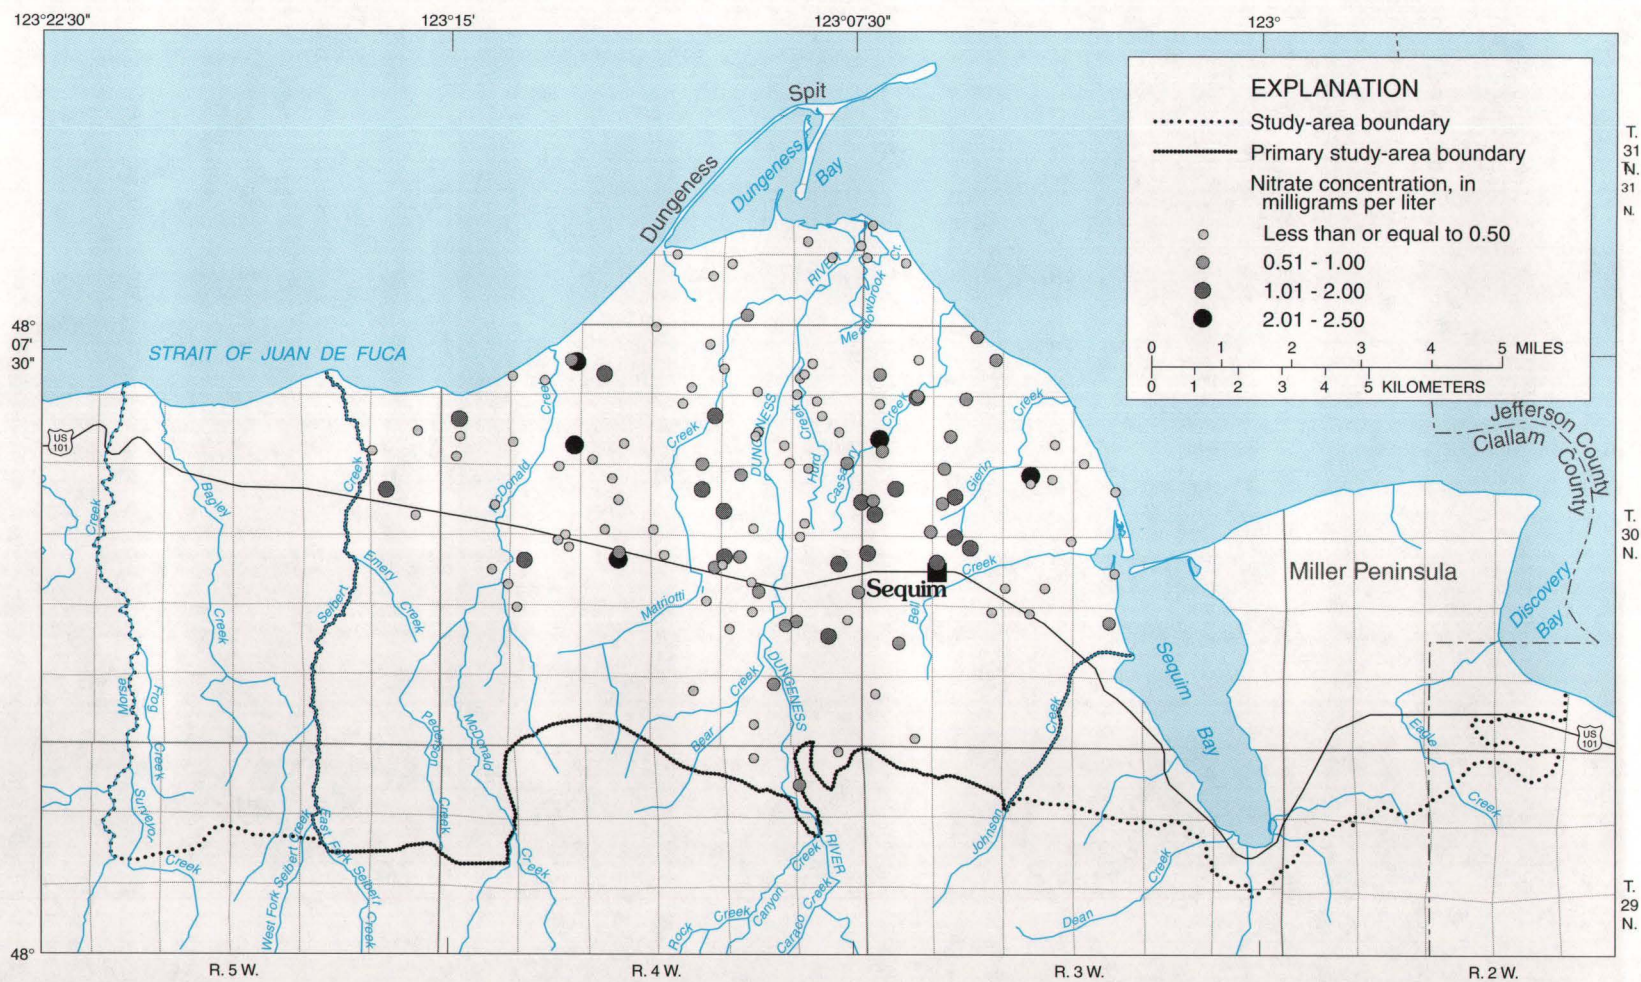 123°22'30"
123°15'
123°07'30"
123°
EXPLANATION
Study-area boundary
Primary study-area boundary
Nitrate concentration, in
milligrams per liter
Less than or equal to 0.50
0.51 - 1.00
1.01 - 2.00
2.01 - 2.50
0 1 2 3 4 5 MILES
0 1 2 3 4 5 KILOMETERS
T.
31
N.
T.
31
N.
Spit
Dungeness
Dungeness
Bay
RIVER
Meadowbrook
Cr.
48°
07'
30"
STRAIT OF JUAN DE FUCA
US
101
Creek
Bagley
Creek
Creek
Seibert
Emery
Creek
Creek
McDonald
Creek
Matriotti
DUNGENESS
Creek
Hurd
Creek
Cassalery
Creek
Gierin
Creek
Bell
Sequim
Jefferson County
Clallam
County
T.
30
N.
Miller Peninsula
Discovery
Bay
Morse
Frog
Creek
Surveyor
Creek
Pederson
Creek
McDonald
Creek
Creek
Bear
DUNGENESS
RIVER
Creek
Johnson
Sequim
Bay
Eagle
Creek
US
101
West Fork Seibert Creek
East Fork
Seibert
Creek
Rock
Creek
Canyon
Creek
Caraco Creek
Dean
Creek
T.
29
N.
48°
R. 5 W.
R. 4 W.
R. 3 W.
R. 2 W.